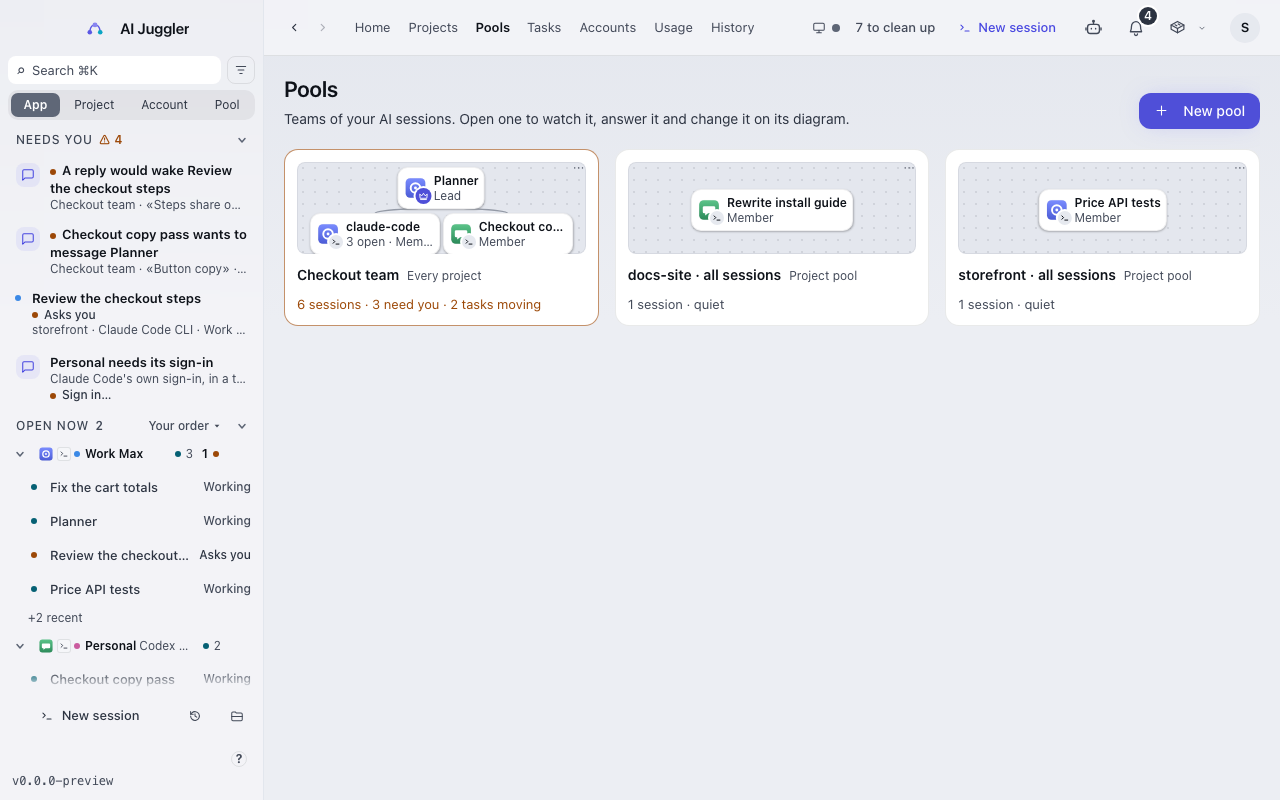 AI Juggler
Search ⌘K
App Project Account Pool
NEEDS YOU 4
A reply would wake Review
the checkout steps
Checkout team · «Steps share o…
Checkout copy pass wants to
message Planner
Checkout team · «Button copy» ·…
Review the checkout steps
Asks you
storefront · Claude Code CLI · Work …
Personal needs its sign-in
Claude Code's own sign-in, in a t…
Sign in…
OPEN NOW 2 Your order
Work Max 3 1
Fix the cart totals Working
Planner Working
Review the checkout… Asks you
Price API tests Working
+2 recent
Personal Codex … 2
Checkout copy pass Working
New session
?
v0.0.0-preview
Home Projects Pools Tasks Accounts Usage History
7 to clean up
New session
4
S
Pools
Teams of your AI sessions. Open one to watch it, answer it and change it on its diagram.
+ New pool
Planner
Lead
claude-code
3 open · Mem…
Checkout co…
Member
Checkout team Every project
6 sessions · 3 need you · 2 tasks moving
Rewrite install guide
Member
docs-site · all sessions Project pool
1 session · quiet
Price API tests
Member
storefront · all sessions Project pool
1 session · quiet